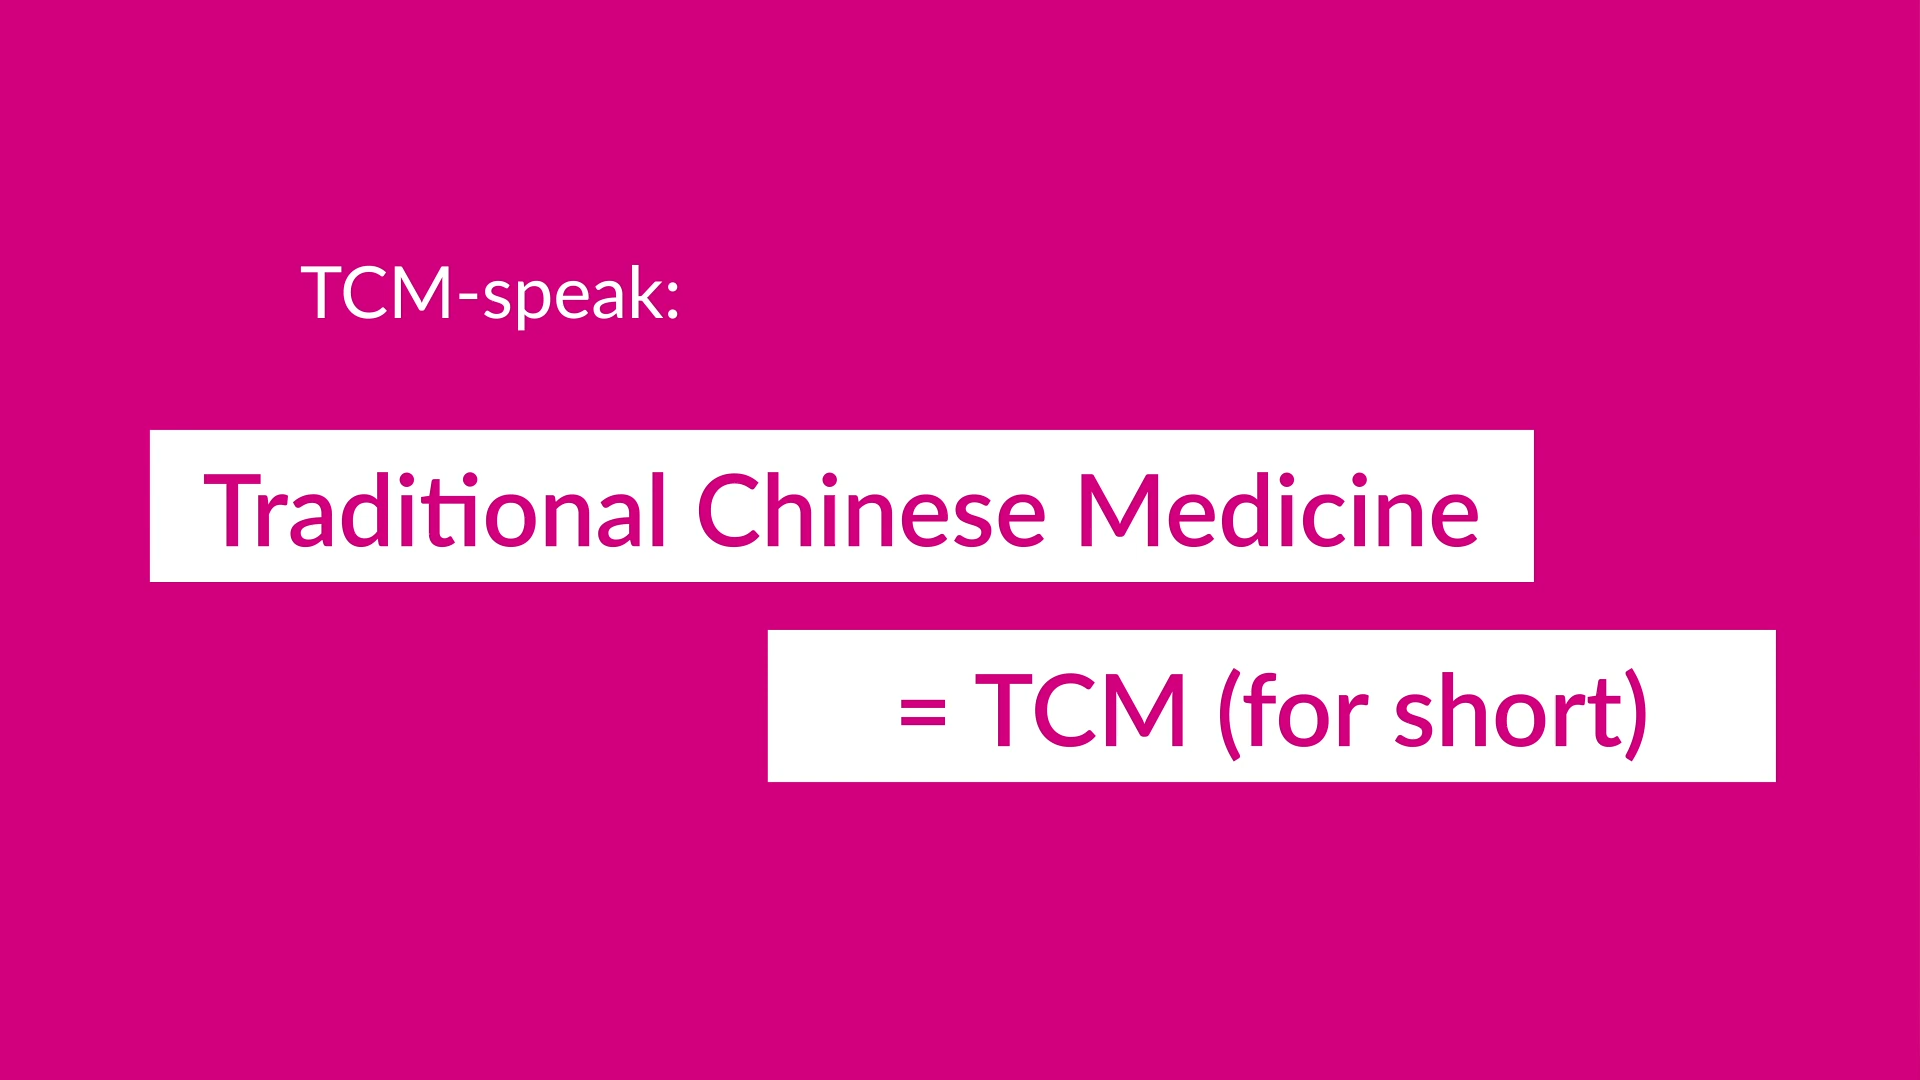 TCM-speak:
Traditional Chinese Medicine
= TCM (for short)